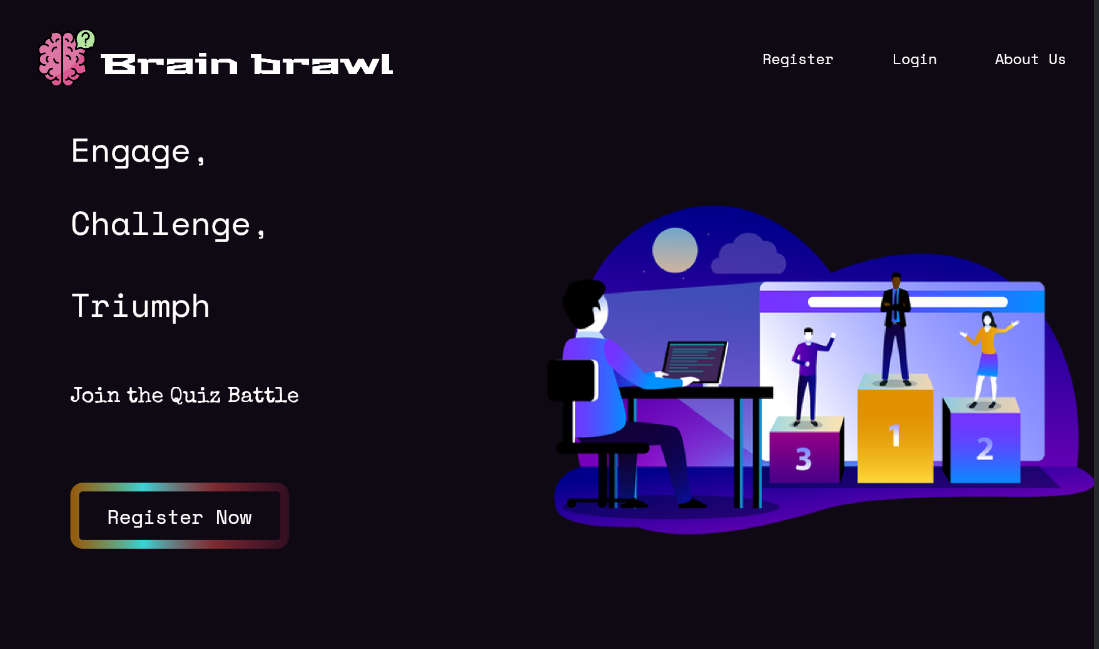 ?
Brain brawl
Register Login About Us
Engage,
Challenge,
Triumph
Join the Quiz Battle
Register Now
3
1
2